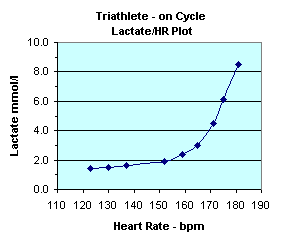 Triathlete - on Cycle
Lactate/HR Plot
10.0
8.0
6.0
4.0
2.0
0.0
Lactate mmol/l
110 120 130 140 150 160 170 180 190
Heart Rate - bpm